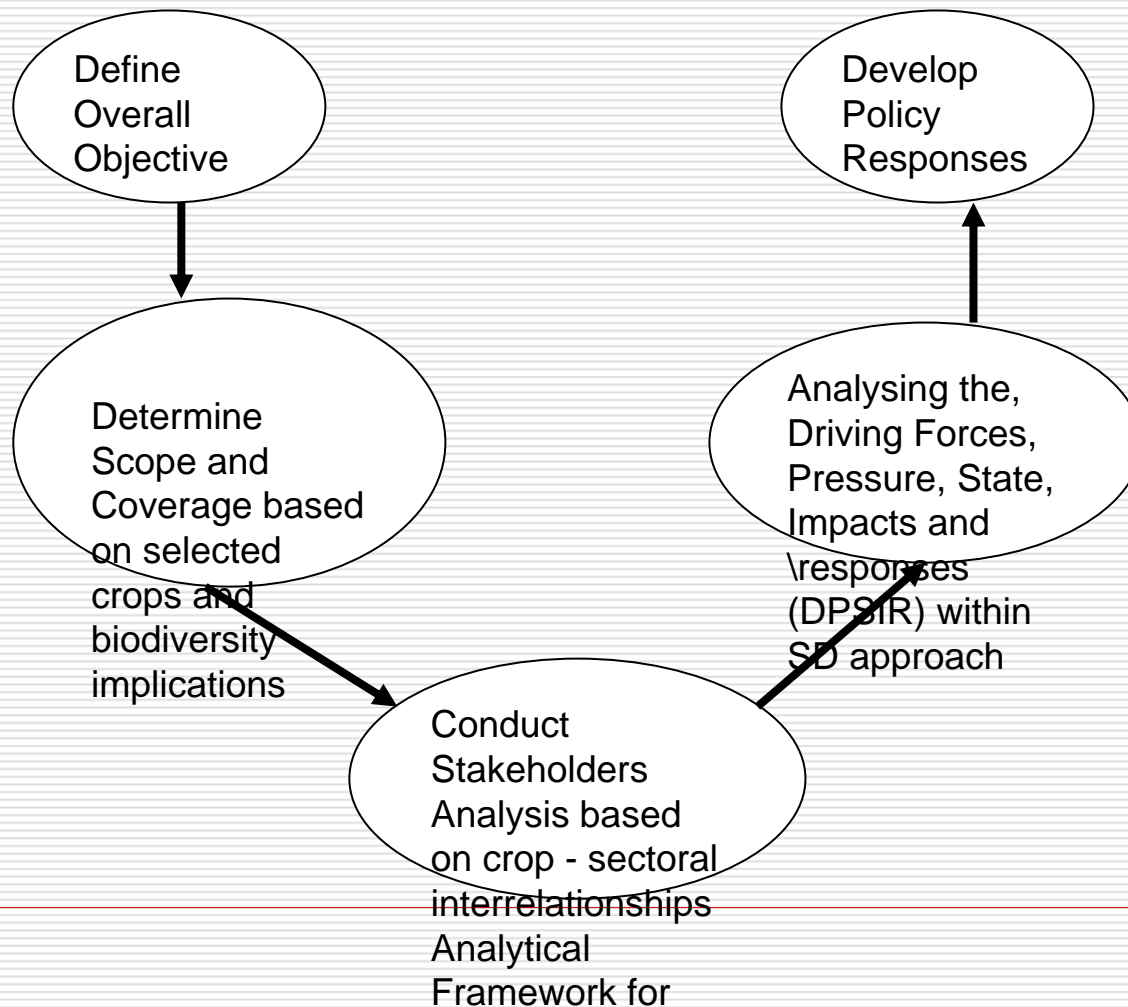 Define
Overall
Objective
Determine
Scope and
Coverage based
on selected
crops and
biodiversity
implications
Conduct
Stakeholders
Analysis based
on crop - sectoral
interrelationships
Analytical
Framework for
Analysing the,
Driving Forces,
Pressure, State,
Impacts and
\responses
(DPSIR) within
SD approach
Develop
Policy
Responses